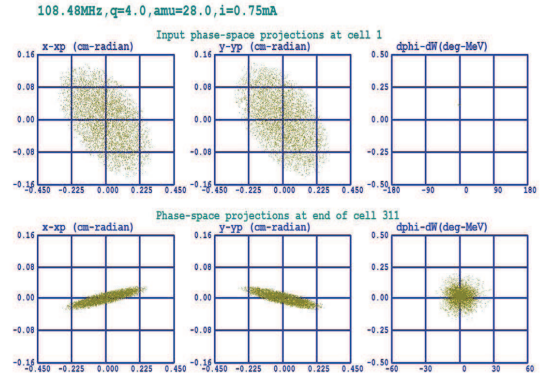 108.48MHz,q=4.0,amu=28.0,i=0.75mA
Input phase-space projections at cell 1
x-xp (cm-radian) y-yp (cm-radian) dphi-dW(deg-MeV)
0.16 0.16 0.50
0.08 0.08 0.25
0.00 0.00 0.00
-0.08 -0.08 -0.25
-0.16 -0.16 -0.50
-0.450 -0.225 0.000 0.225 0.450 -0.450 -0.225 0.000 0.225 0.450 -180 -90 0 90 180
Phase-space projections at end of cell 311
x-xp (cm-radian) y-yp (cm-radian) dphi-dW(deg-MeV)
0.16 0.16 0.50
0.08 0.08 0.25
0.00 0.00 0.00
-0.08 -0.08 -0.25
-0.16 -0.16 -0.50
-0.450 -0.225 0.000 0.225 0.450 -0.450 -0.225 0.000 0.225 0.450 -60 -30 0 30 60